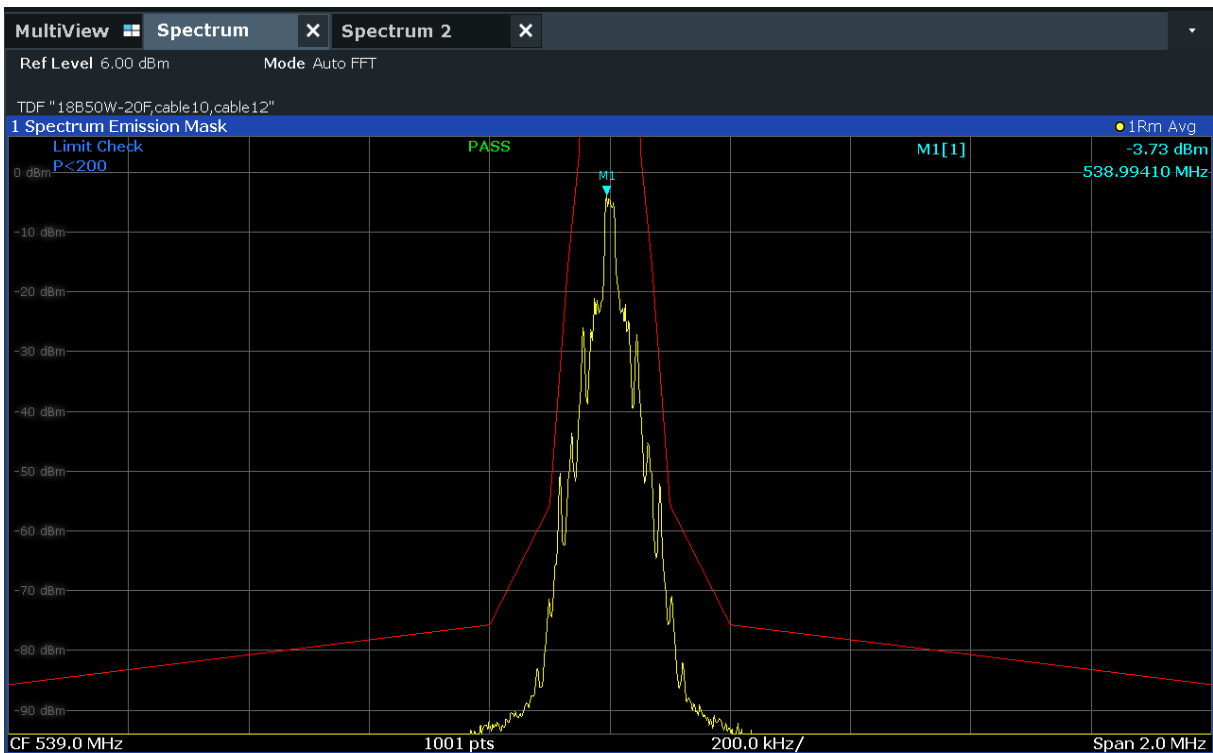 MultiView Spectrum X Spectrum 2 X
Ref Level 6.00 dBm Mode Auto FFT
TDF "18B50W-20F,cable10,cable12"
1 Spectrum Emission Mask 1Rm Avg
Limit Check PASS M1[1] -3.73 dBm
P<200 538.99410 MHz
0 dBm
M1
-10 dBm
-20 dBm
-30 dBm
-40 dBm
-50 dBm
-60 dBm
-70 dBm
-80 dBm
-90 dBm
CF 539.0 MHz 1001 pts 200.0 kHz/ Span 2.0 MHz